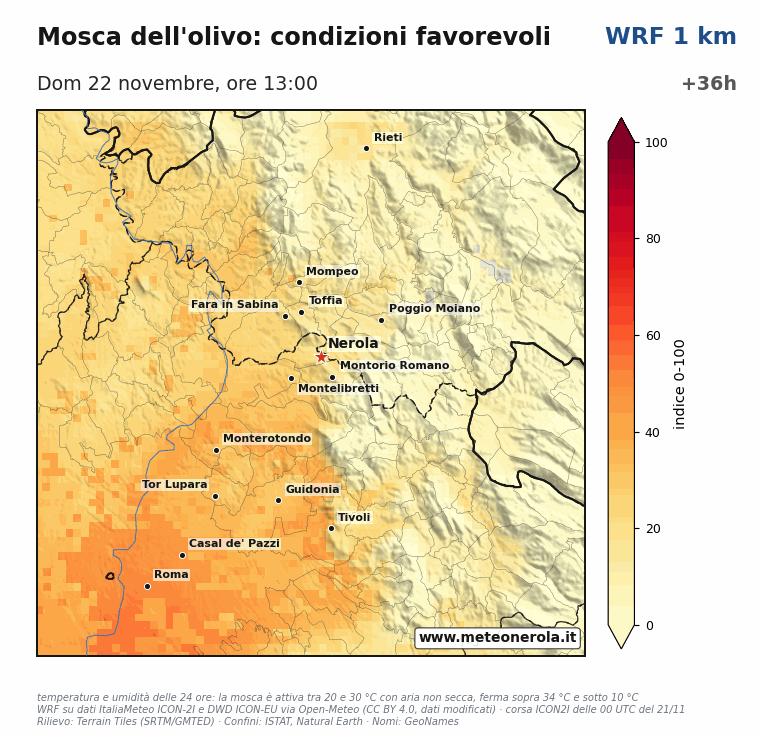 Mosca dell'olivo: condizioni favorevoli
WRF 1 km
Dom 22 novembre, ore 13:00
+36h
Rieti
Mompeo
Fara in Sabina
Toffia
Poggio Moiano
Nerola
Montorio Romano
Montelibretti
Monterotondo
Tor Lupara
Guidonia
Tivoli
Casal de' Pazzi
Roma
www.meteonerola.it
100
80
60
40
20
0
indice 0-100
temperatura e umidità delle 24 ore: la mosca è attiva tra 20 e 30 °C con aria non secca, ferma sopra 34 °C e sotto 10 °C
WRF su dati ItaliaMeteo ICON-2I e DWD ICON-EU via Open-Meteo (CC BY 4.0, dati modificati) · corsa ICON2I delle 00 UTC del 21/11
Rilievo: Terrain Tiles (SRTM/GMTED) · Confini: ISTAT, Natural Earth · Nomi: GeoNames